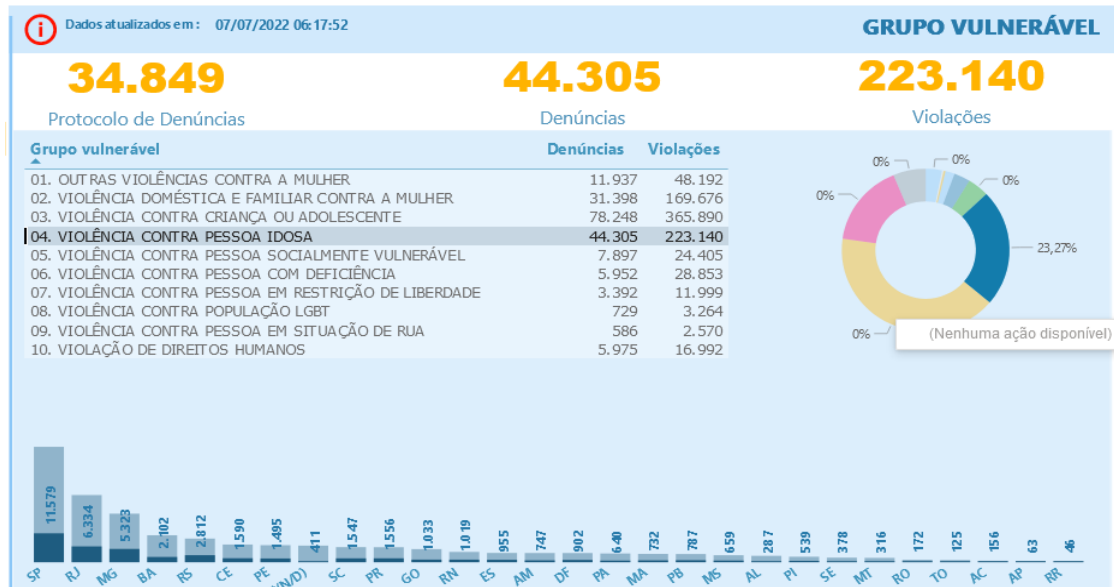 Dados atualizados em : 07/07/2022 06:17:52
GRUPO VULNERÁVEL
34.849 44.305 223.140
Protocolo de Denúncias Denúncias Violações
Grupo vulnerável Denúncias Violações
01. OUTRAS VIOLÊNCIAS CONTRA A MULHER 11.937 48.192
02. VIOLÊNCIA DOMÉSTICA E FAMILIAR CONTRA A MULHER 31.398 169.676
03. VIOLÊNCIA CONTRA CRIANÇA OU ADOLESCENTE 78.248 365.890
04. VIOLÊNCIA CONTRA PESSOA IDOSA 44.305 223.140
05. VIOLÊNCIA CONTRA PESSOA SOCIALMENTE VULNERÁVEL 7.897 24.405
06. VIOLÊNCIA CONTRA PESSOA COM DEFICIÊNCIA 5.952 28.853
07. VIOLÊNCIA CONTRA PESSOA EM RESTRIÇÃO DE LIBERDADE 3.392 11.999
08. VIOLÊNCIA CONTRA POPULAÇÃO LGBT 729 3.264
09. VIOLÊNCIA CONTRA PESSOA EM SITUAÇÃO DE RUA 586 2.570
10. VIOLAÇÃO DE DIREITOS HUMANOS 5.975 16.992
0% 0%
0% 0%
23,27%
0%
(Nenhuma ação disponível)
11.579 6.334 5.323 2.102 2.812 1.590 1.495 411 1.547 1.556 1.033 1.019 955 747 902 640 732 787 659 287 539 378 316 172 125 156 63 46
SP RJ MG BA RS CE PE N/D) SC PR GO RN ES AM DF PA MA PB MS AL PI SE MT RO TO AC AP RR